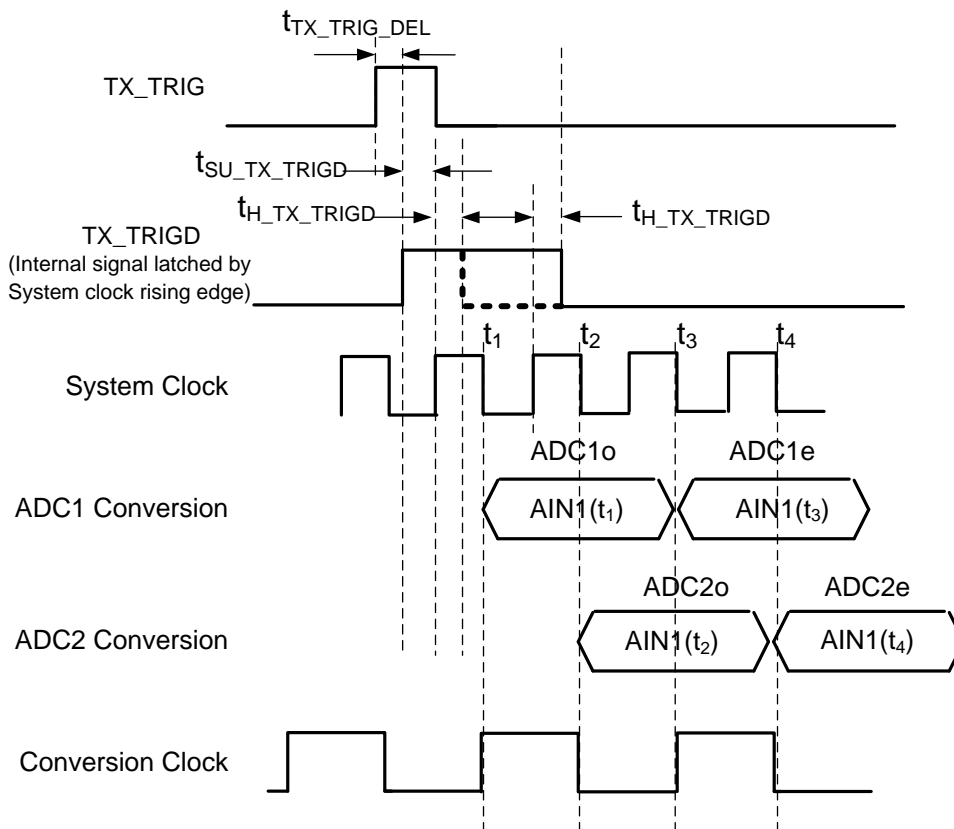 tTX_TRIG_DEL
TX_TRIG
tSU_TX_TRIGD
tH_TX_TRIGD
tH_TX_TRIGD
TX_TRIGD
(Internal signal latched by
System clock rising edge)
t1 t2 t3 t4
System Clock
ADC1o ADC1e
ADC1 Conversion AIN1(t1) AIN1(t3)
ADC2o ADC2e
ADC2 Conversion AIN1(t2) AIN1(t4)
Conversion Clock